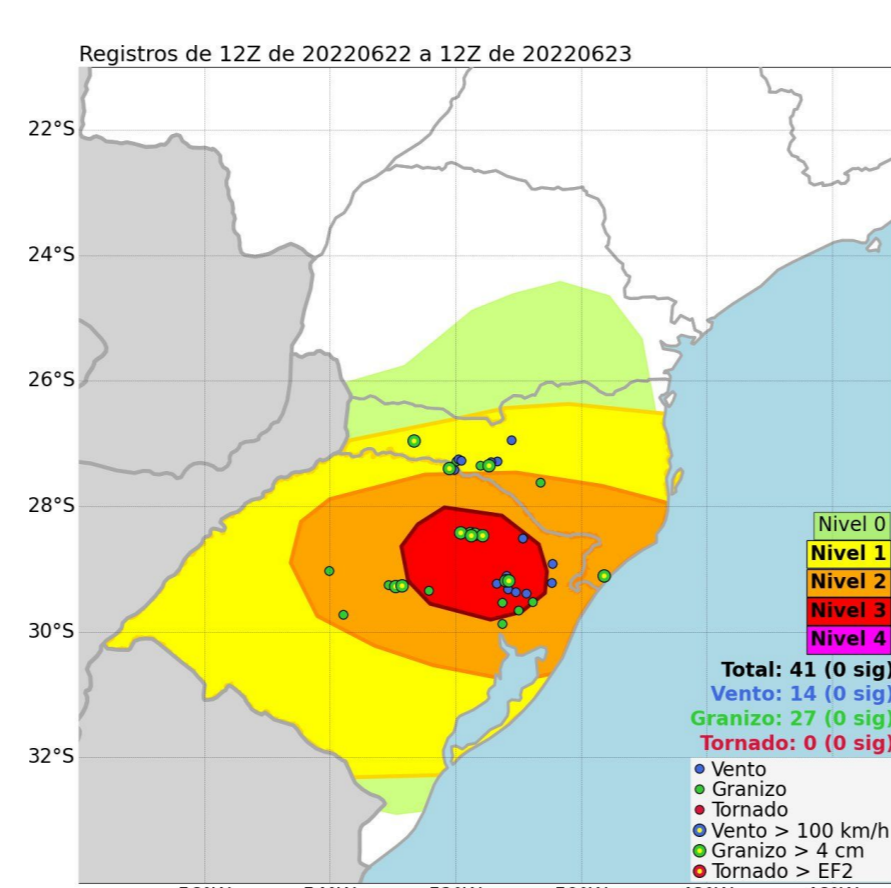 Registros de 12Z de 20220622 a 12Z de 20220623
22°S
24°S
26°S
28°S
30°S
32°S
Nivel 0
Nivel 1
Nivel 2
Nivel 3
Nivel 4
Total: 41 (0 sig)
Vento: 14 (0 sig)
Granizo: 27 (0 sig)
Tornado: 0 (0 sig)
Vento
Granizo
Tornado
Vento > 100 km/h
Granizo > 4 cm
Tornado > EF2